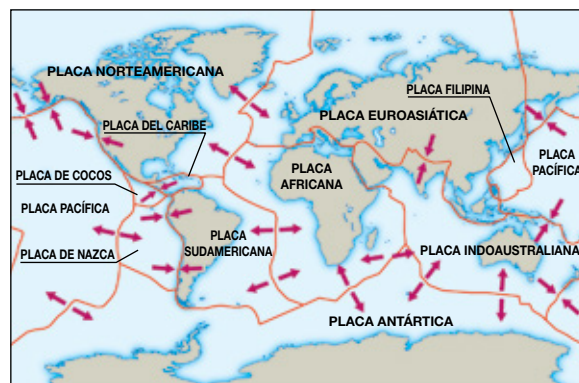 PLACA NORTEAMERICANA
PLACA FILIPINA
PLACA EUROASIÁTICA
PLACA DEL CARIBE
PLACA
PACÍFICA
PLACA
AFRICANA
PLACA DE COCOS
PLACA PACÍFICA
PLACA
SUDAMERICANA
PLACA DE NAZCA
PLACA INDOAUSTRALIANA
PLACA ANTÁRTICA